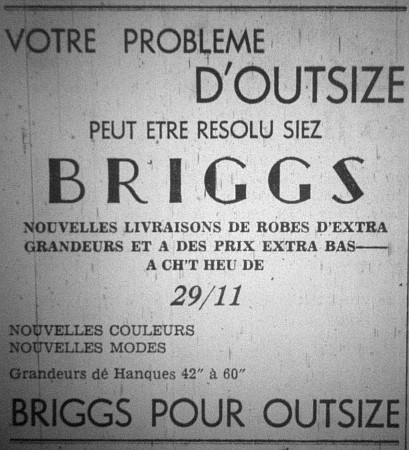 VOTRE PROBLEME
D'OUTSIZE
PEUT ETRE RESOLU SIEZ
BRIGGS
NOUVELLES LIVRAISONS DE ROBES D'EXTRA
GRANDEURS ET A DES PRIX EXTRA BAS—
A CH'T HEU DE
29/11
NOUVELLES COULEURS
NOUVELLES MODES
Grandeurs dé Hanques 42″ à 60″
BRIGGS POUR OUTSIZE